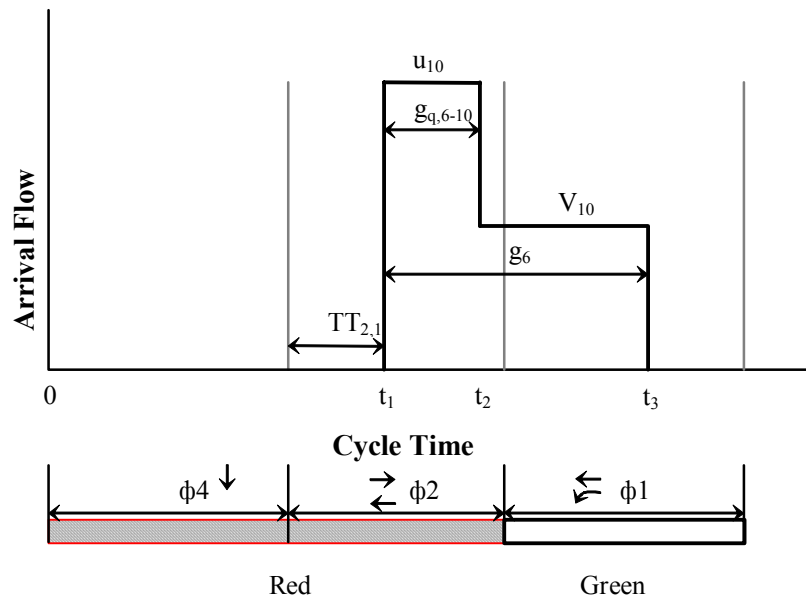 u10
gq,6-10
V10
g6
TT2,1
Arrival Flow
0 t1 t2 t3
Cycle Time
ϕ4 ϕ2 ϕ1
Red Green